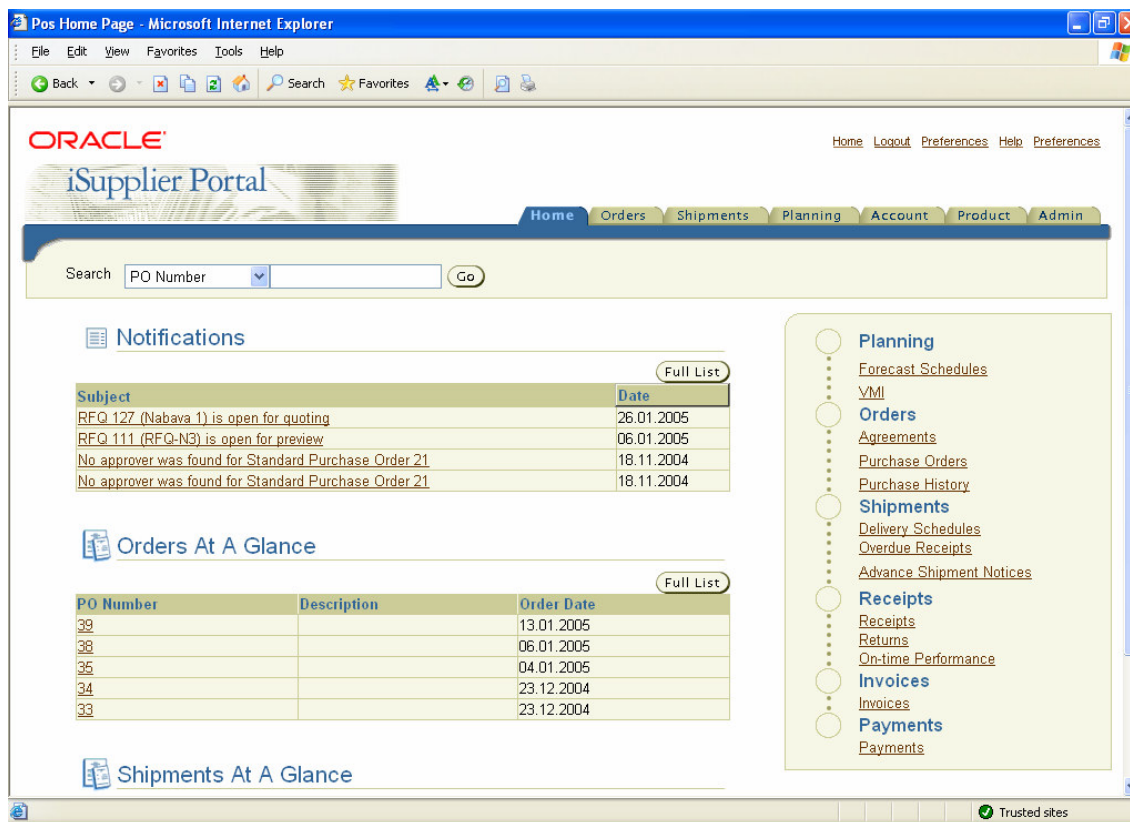 Pos Home Page - Microsoft Internet Explorer
File Edit View Favorites Tools Help
Back Search Favorites
ORACLE
Home Logout Preferences Help Preferences
iSupplier Portal
Home Orders Shipments Planning Account Product Admin
Search PO Number Go
Notifications
Full List
Subject Date
RFQ 127 (Nabava 1) is open for quoting 26.01.2005
RFQ 111 (RFQ-N3) is open for preview 06.01.2005
No approver was found for Standard Purchase Order 21 18.11.2004
No approver was found for Standard Purchase Order 21 18.11.2004
Orders At A Glance
Full List
PO Number Description Order Date
39 13.01.2005
38 06.01.2005
35 04.01.2005
34 23.12.2004
33 23.12.2004
Shipments At A Glance
Planning
Forecast Schedules
VMI
Orders
Agreements
Purchase Orders
Purchase History
Shipments
Delivery Schedules
Overdue Receipts
Advance Shipment Notices
Receipts
Receipts
Returns
On-time Performance
Invoices
Invoices
Payments
Payments
Trusted sites